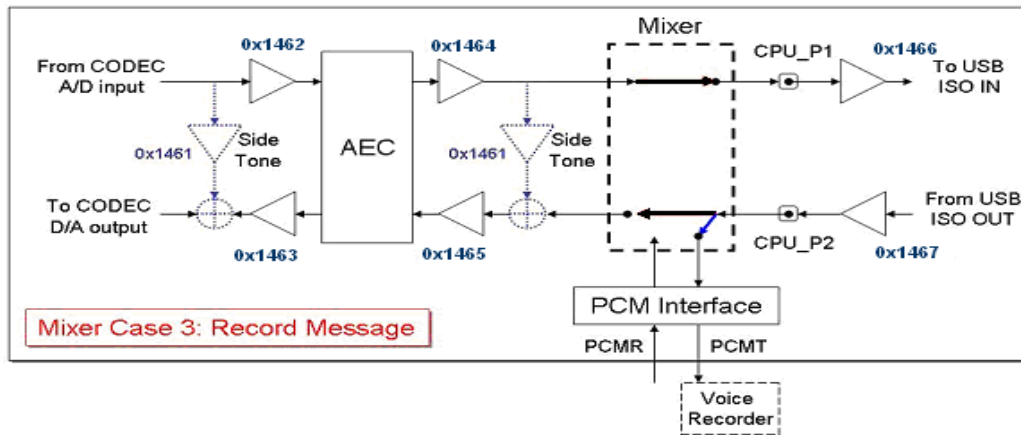 Mixer
0x1462
0x1464
CPU_P1
0x1466
From CODEC
A/D input
To USB
ISO IN
AEC
0x1461
Side
Tone
0x1461
Side
Tone
To CODEC
D/A output
From USB
ISO OUT
0x1463
0x1465
CPU_P2
0x1467
PCM Interface
Mixer Case 3: Record Message
PCMR
PCMT
Voice
Recorder